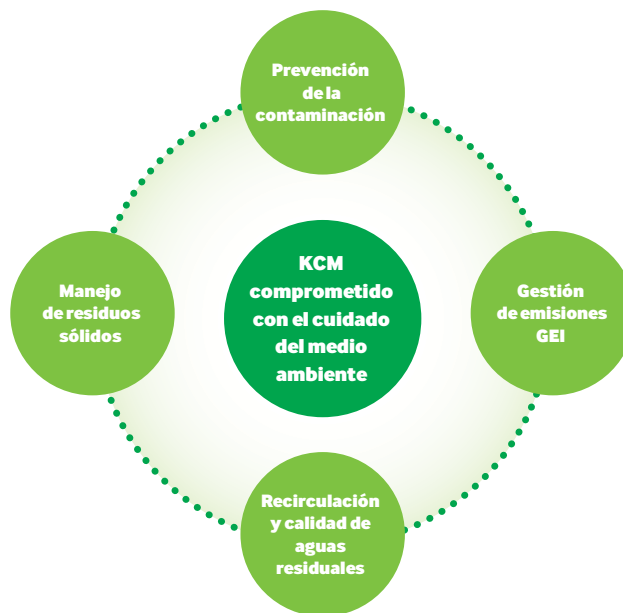 Prevención
de la
contaminación
Manejo
de residuos
sólidos
KCM
comprometido
con el cuidado
del medio
ambiente
Gestión
de emisiones
GEI
Recirculación
y calidad de
aguas
residuales